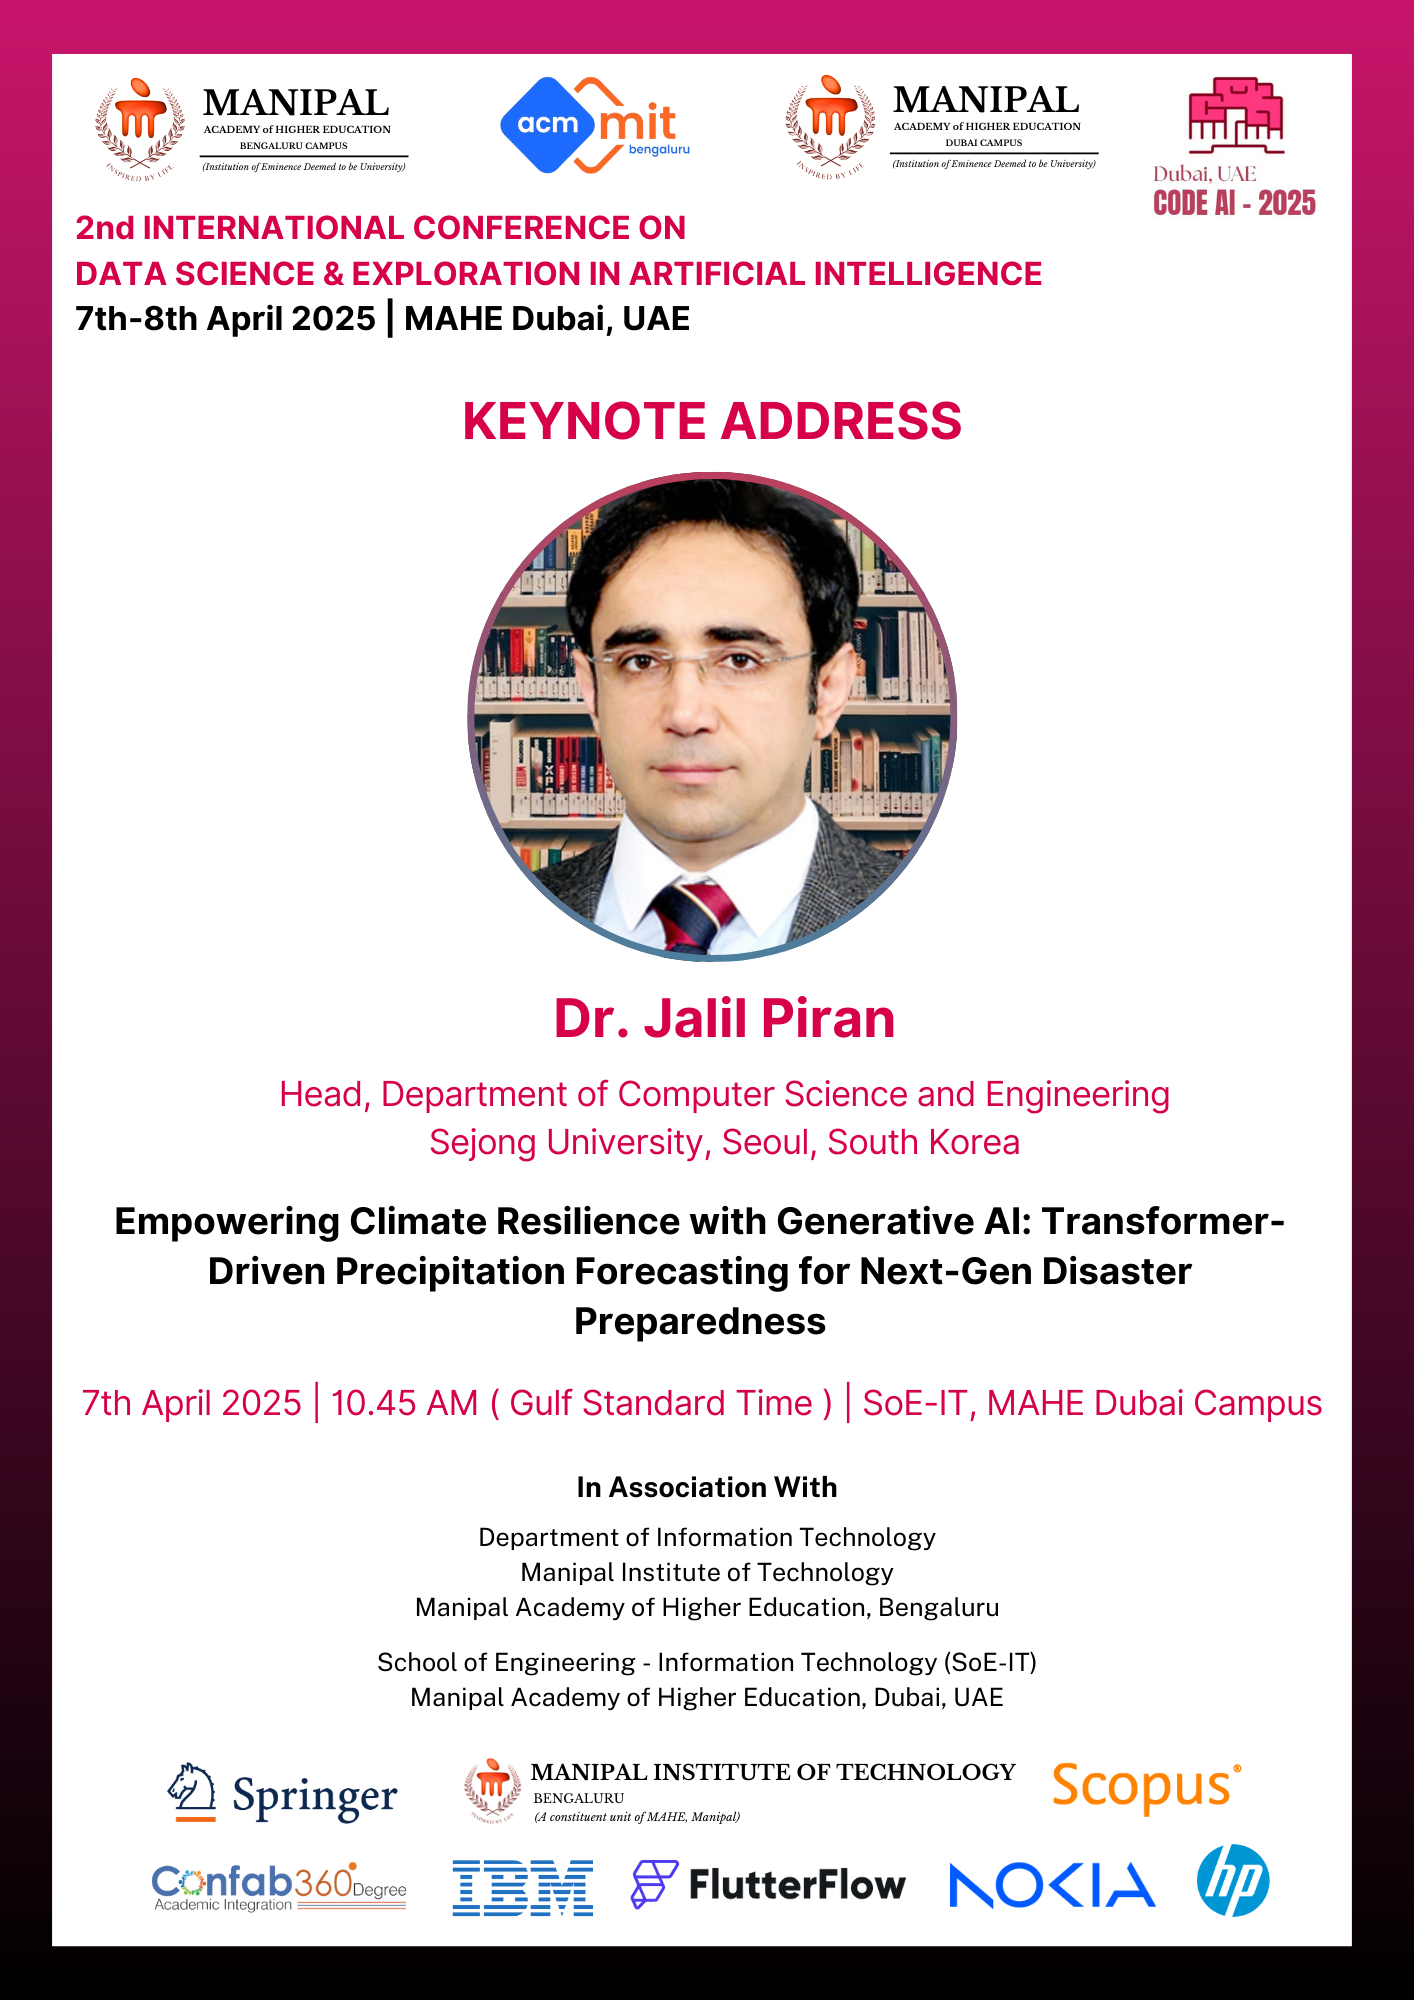 MANIPAL
ACADEMY of HIGHER EDUCATION
BENGALURU CAMPUS
(Institution of Eminence Deemed to be University)
INSPIRED BY LIFE
acm mit
bengaluru
MANIPAL
ACADEMY of HIGHER EDUCATION
DUBAI CAMPUS
(Institution of Eminence Deemed to be University)
INSPIRED BY LIFE
Dubai, UAE
CODE AI - 2025
2nd INTERNATIONAL CONFERENCE ON
DATA SCIENCE & EXPLORATION IN ARTIFICIAL INTELLIGENCE
7th-8th April 2025 | MAHE Dubai, UAE
KEYNOTE ADDRESS
Dr. Jalil Piran
Head, Department of Computer Science and Engineering
Sejong University, Seoul, South Korea
Empowering Climate Resilience with Generative AI: Transformer-
Driven Precipitation Forecasting for Next-Gen Disaster
Preparedness
7th April 2025 | 10.45 AM ( Gulf Standard Time ) | SoE-IT, MAHE Dubai Campus
In Association With
Department of Information Technology
Manipal Institute of Technology
Manipal Academy of Higher Education, Bengaluru
School of Engineering - Information Technology (SoE-IT)
Manipal Academy of Higher Education, Dubai, UAE
Springer
MANIPAL INSTITUTE OF TECHNOLOGY
BENGALURU
(A constituent unit of MAHE, Manipal)
Scopus®
Confab360Degree
Academic Integration
IBM
FlutterFlow
NOKIA
hp